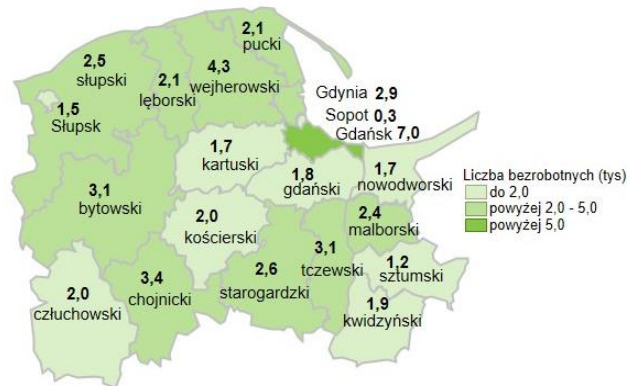 2,1
pucki
2,5
słupski
2,1
lęborski
4,3
wejherowski
Gdynia 2,9
Sopot 0,3
Gdańsk 7,0
1,5
Słupsk
1,7
kartuski
1,8
gdański
1,7
nowodworski
3,1
bytowski
2,0
kościerski
2,4
malborski
3,4
chojnicki
2,6
starogardzki
3,1
tczewski
1,2
sztumski
2,0
człuchowski
1,9
kwidzyński
Liczba bezrobotnych (tys)
do 2,0
powyżej 2,0 - 5,0
powyżej 5,0